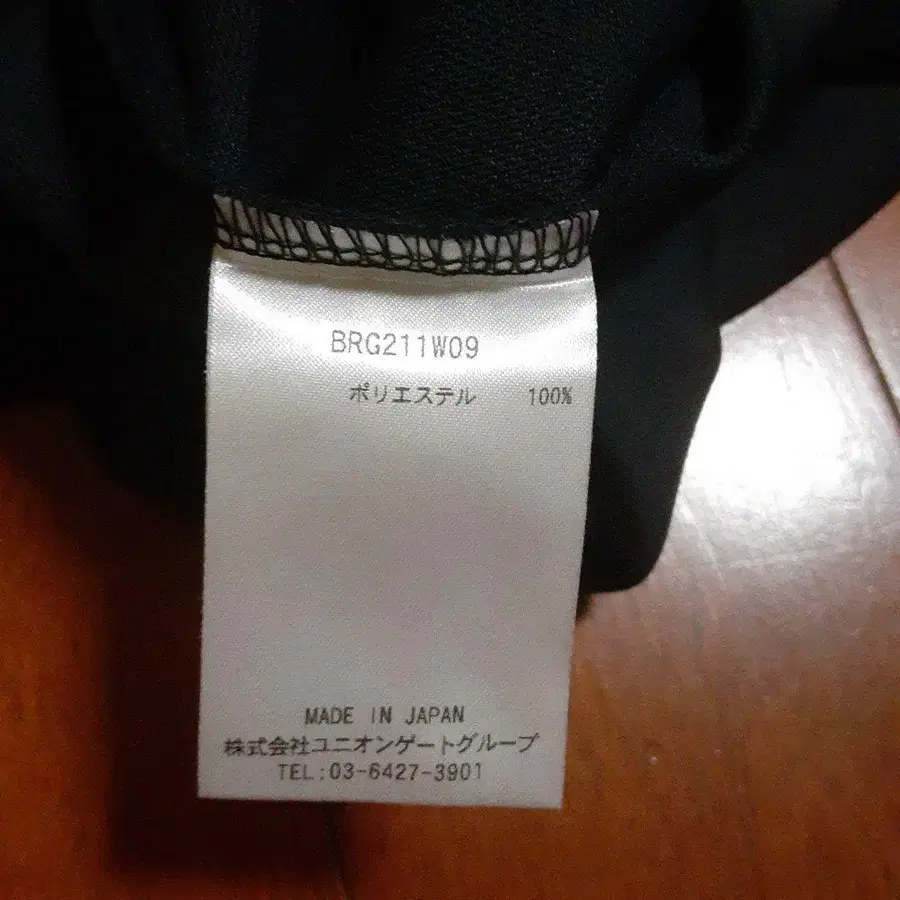 BRG211W09
ポリエステル 100%
MADE IN JAPAN
株式会社ユニオンゲートグループ
TEL:03-6427-3901